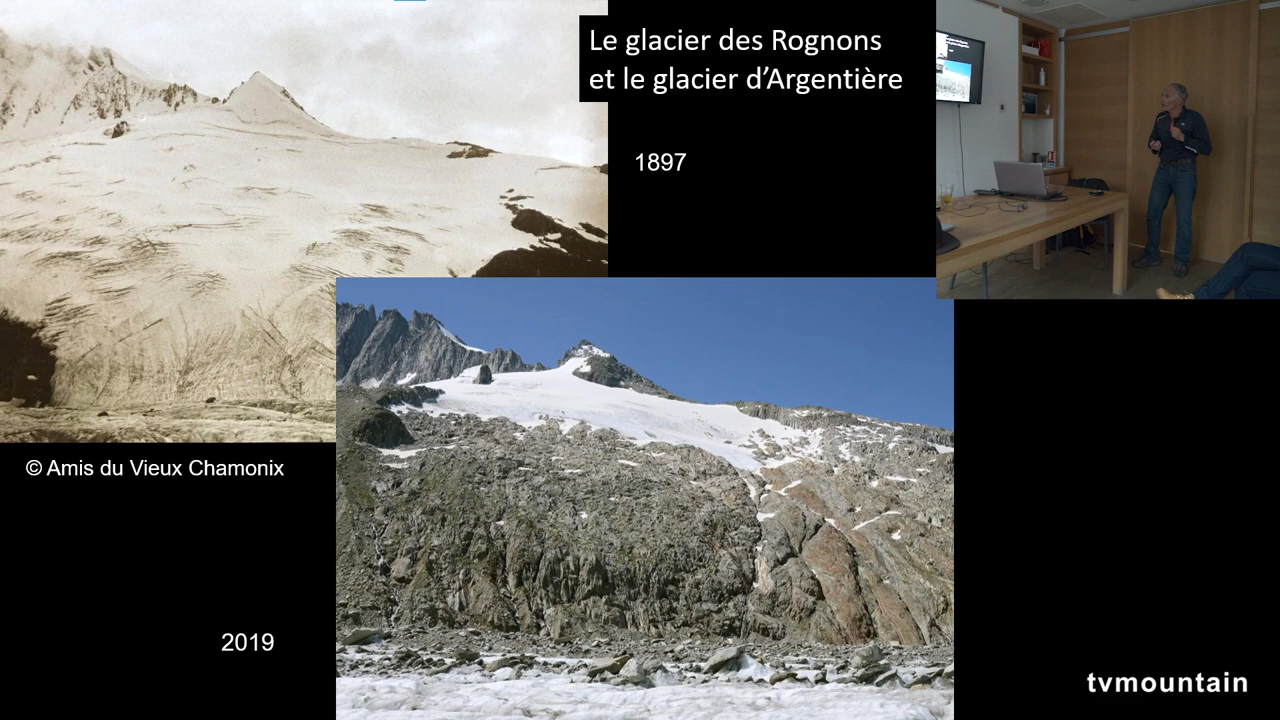 Le glacier des Rognons
et le glacier d’Argentière
1897
© Amis du Vieux Chamonix
2019
tvmountain